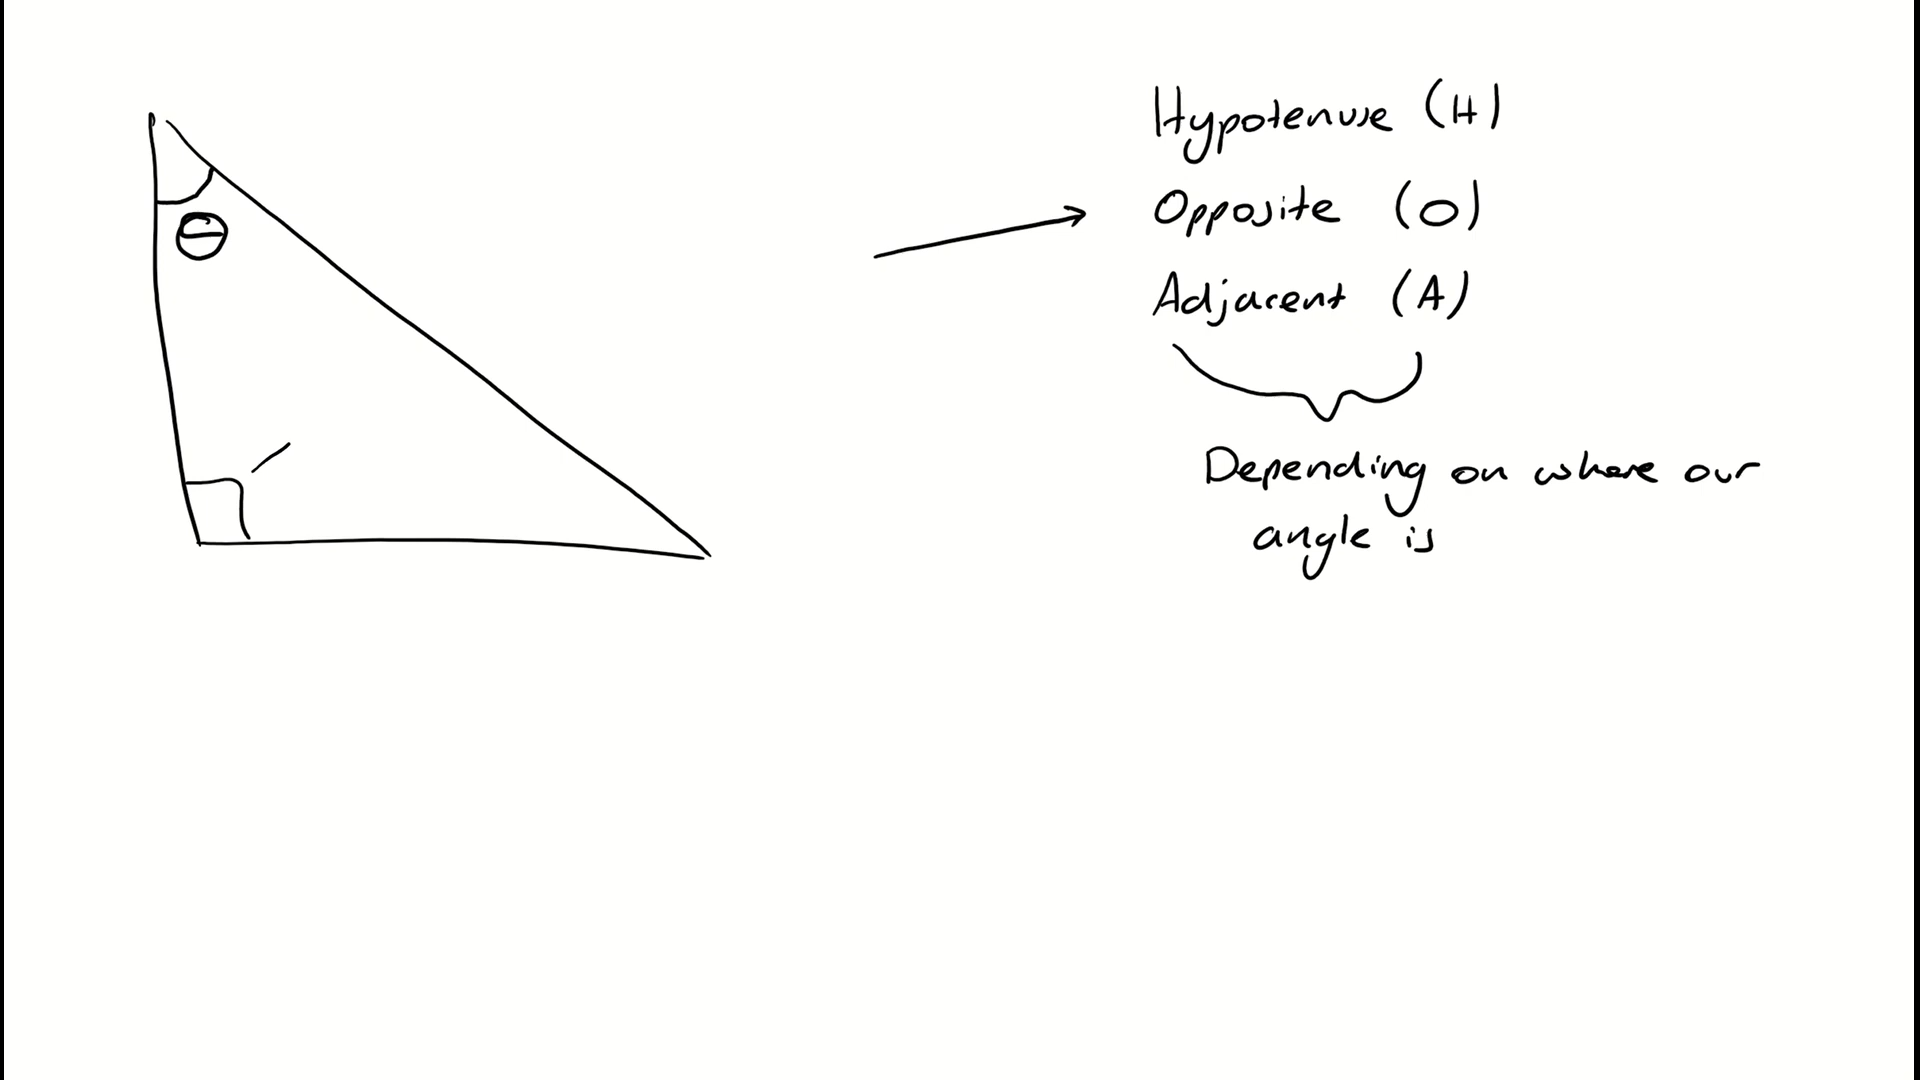 θ
Hypotenuse (H)
Opposite (O)
Adjacent (A)
Depending on where our
angle is